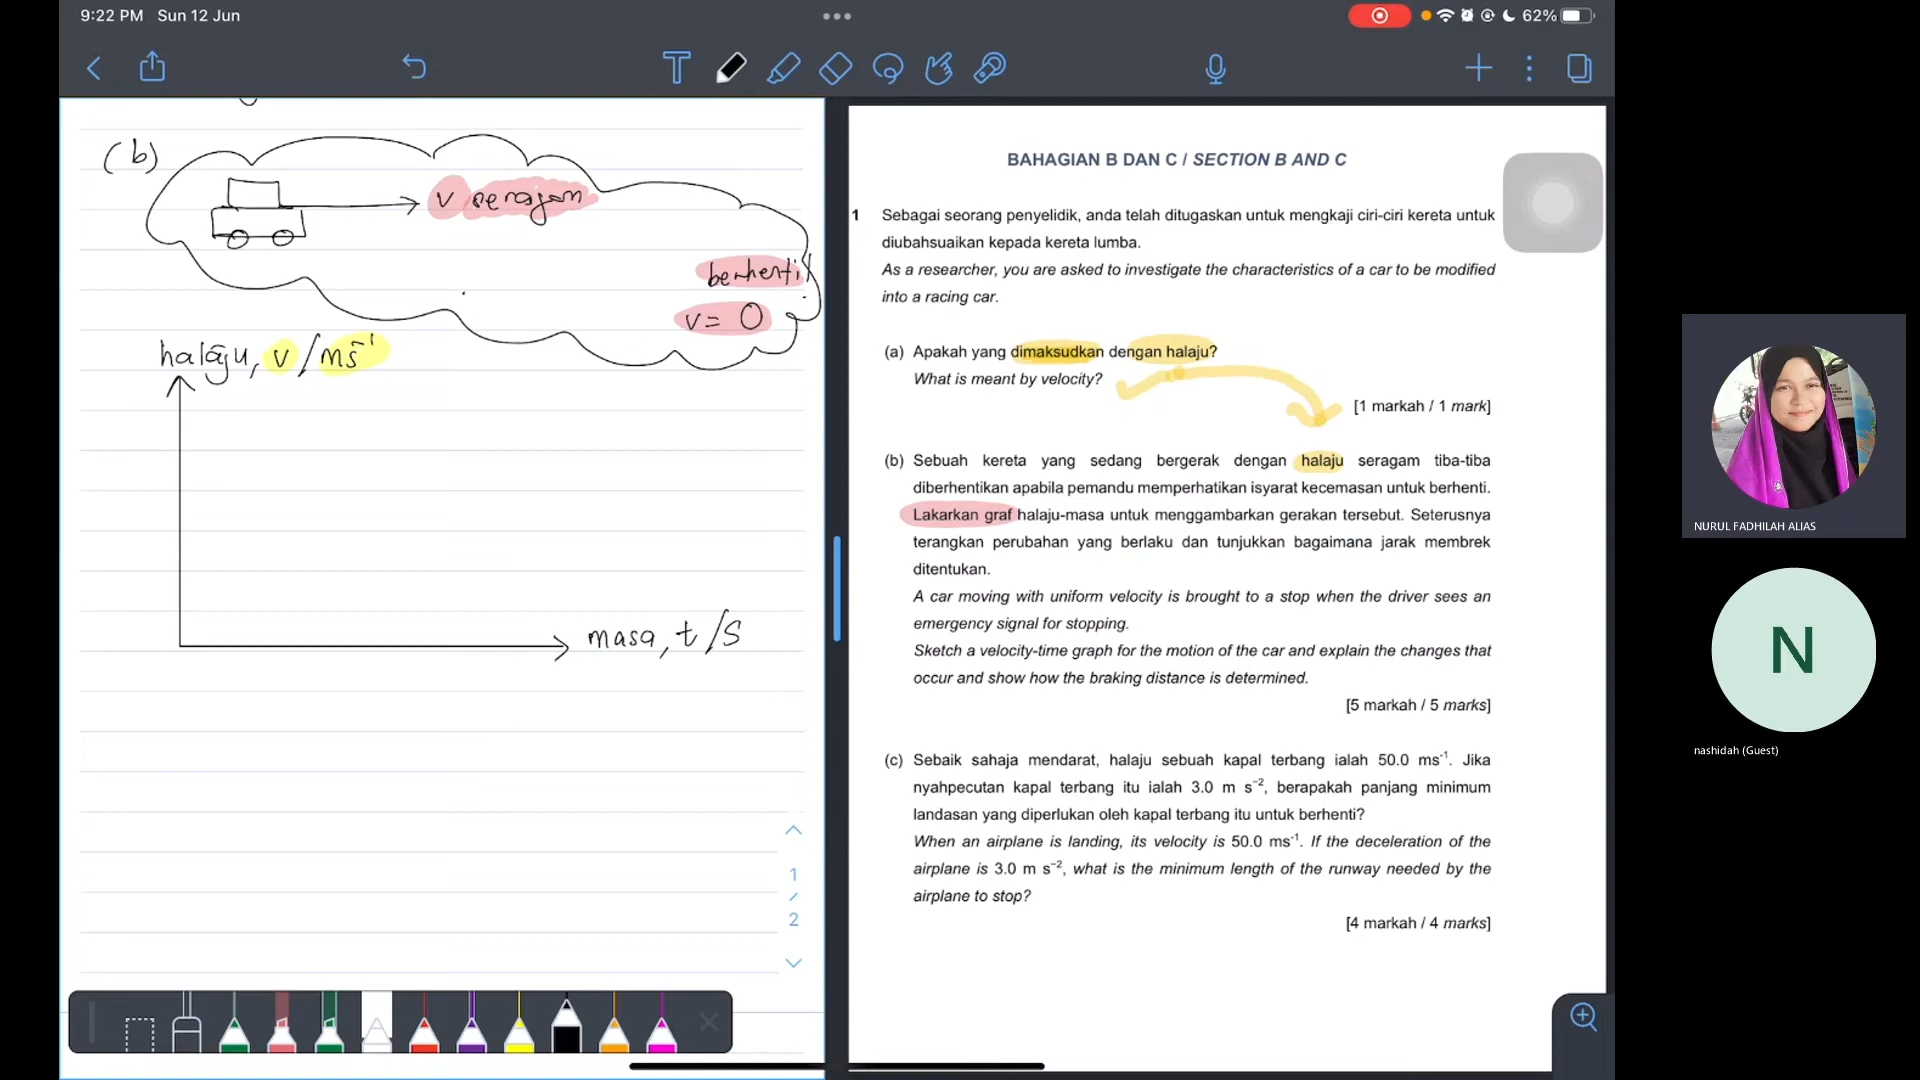 9:22 PM Sun 12 Jun
62%
(b)
v seragam
berhenti
v = 0
halaju, v/ms⁻¹
masa, t/s
1
/
2
BAHAGIAN B DAN C / SECTION B AND C
1 Sebagai seorang penyelidik, anda telah ditugaskan untuk mengkaji ciri-ciri kereta untuk
diubahsuaikan kepada kereta lumba.
As a researcher, you are asked to investigate the characteristics of a car to be modified
into a racing car.
(a) Apakah yang dimaksudkan dengan halaju?
What is meant by velocity?
[1 markah / 1 mark]
(b) Sebuah kereta yang sedang bergerak dengan halaju seragam tiba-tiba
diberhentikan apabila pemandu memperhatikan isyarat kecemasan untuk berhenti.
Lakarkan graf halaju-masa untuk menggambarkan gerakan tersebut. Seterusnya
terangkan perubahan yang berlaku dan tunjukkan bagaimana jarak membrek
ditentukan.
A car moving with uniform velocity is brought to a stop when the driver sees an
emergency signal for stopping.
Sketch a velocity-time graph for the motion of the car and explain the changes that
occur and show how the braking distance is determined.
[5 markah / 5 marks]
(c) Sebaik sahaja mendarat, halaju sebuah kapal terbang ialah 50.0 ms⁻¹. Jika
nyahpecutan kapal terbang itu ialah 3.0 m s⁻², berapakah panjang minimum
landasan yang diperlukan oleh kapal terbang itu untuk berhenti?
When an airplane is landing, its velocity is 50.0 ms⁻¹. If the deceleration of the
airplane is 3.0 m s⁻², what is the minimum length of the runway needed by the
airplane to stop?
[4 markah / 4 marks]
NURUL FADHILAH ALIAS
N
nashidah (Guest)